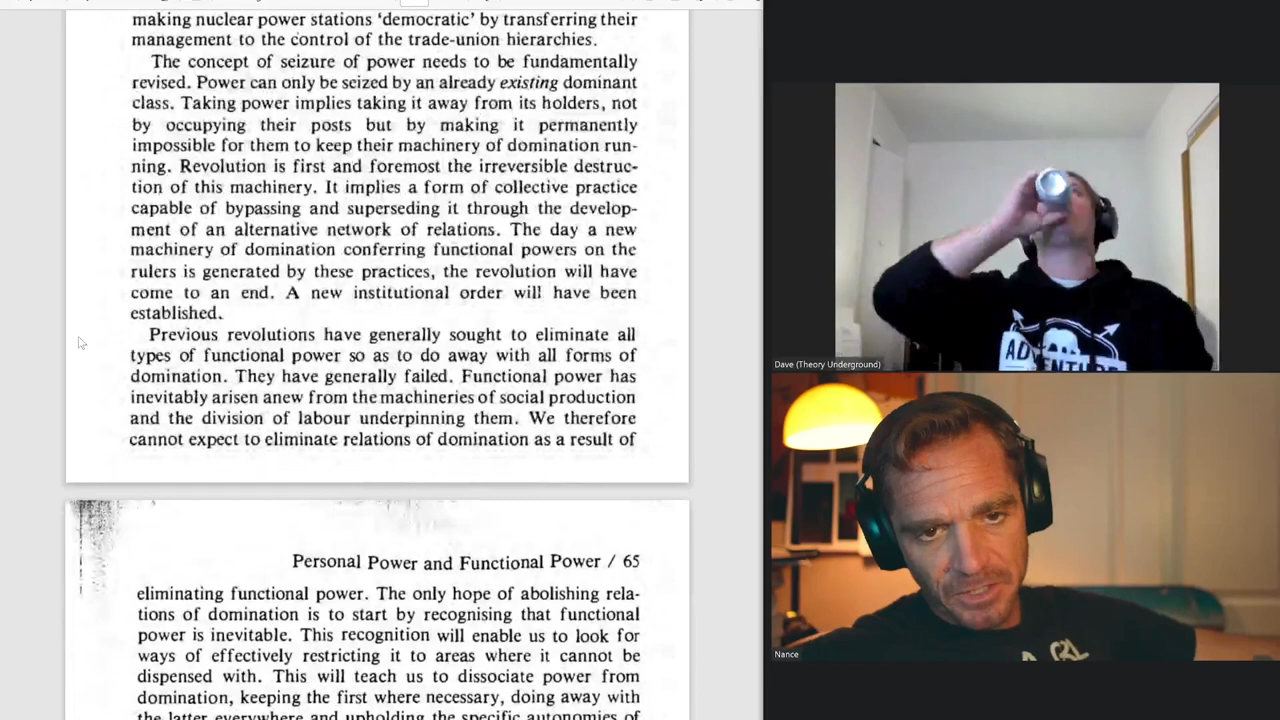 making nuclear power stations ‘democratic’ by transferring their
management to the control of the trade-union hierarchies.
The concept of seizure of power needs to be fundamentally
revised. Power can only be seized by an already existing dominant
class. Taking power implies taking it away from its holders, not
by occupying their posts but by making it permanently
impossible for them to keep their machinery of domination run-
ning. Revolution is first and foremost the irreversible destruc-
tion of this machinery. It implies a form of collective practice
capable of bypassing and superseding it through the develop-
ment of an alternative network of relations. The day a new
machinery of domination conferring functional powers on the
rulers is generated by these practices, the revolution will have
come to an end. A new institutional order will have been
established.
Previous revolutions have generally sought to eliminate all
types of functional power so as to do away with all forms of
domination. They have generally failed. Functional power has
inevitably arisen anew from the machineries of social production
and the division of labour underpinning them. We therefore
cannot expect to eliminate relations of domination as a result of
Personal Power and Functional Power / 65
eliminating functional power. The only hope of abolishing rela-
tions of domination is to start by recognising that functional
power is inevitable. This recognition will enable us to look for
ways of effectively restricting it to areas where it cannot be
dispensed with. This will teach us to dissociate power from
domination, keeping the first where necessary, doing away with
the latter everywhere and upholding the specific autonomies of
Dave (Theory Underground)
Nance